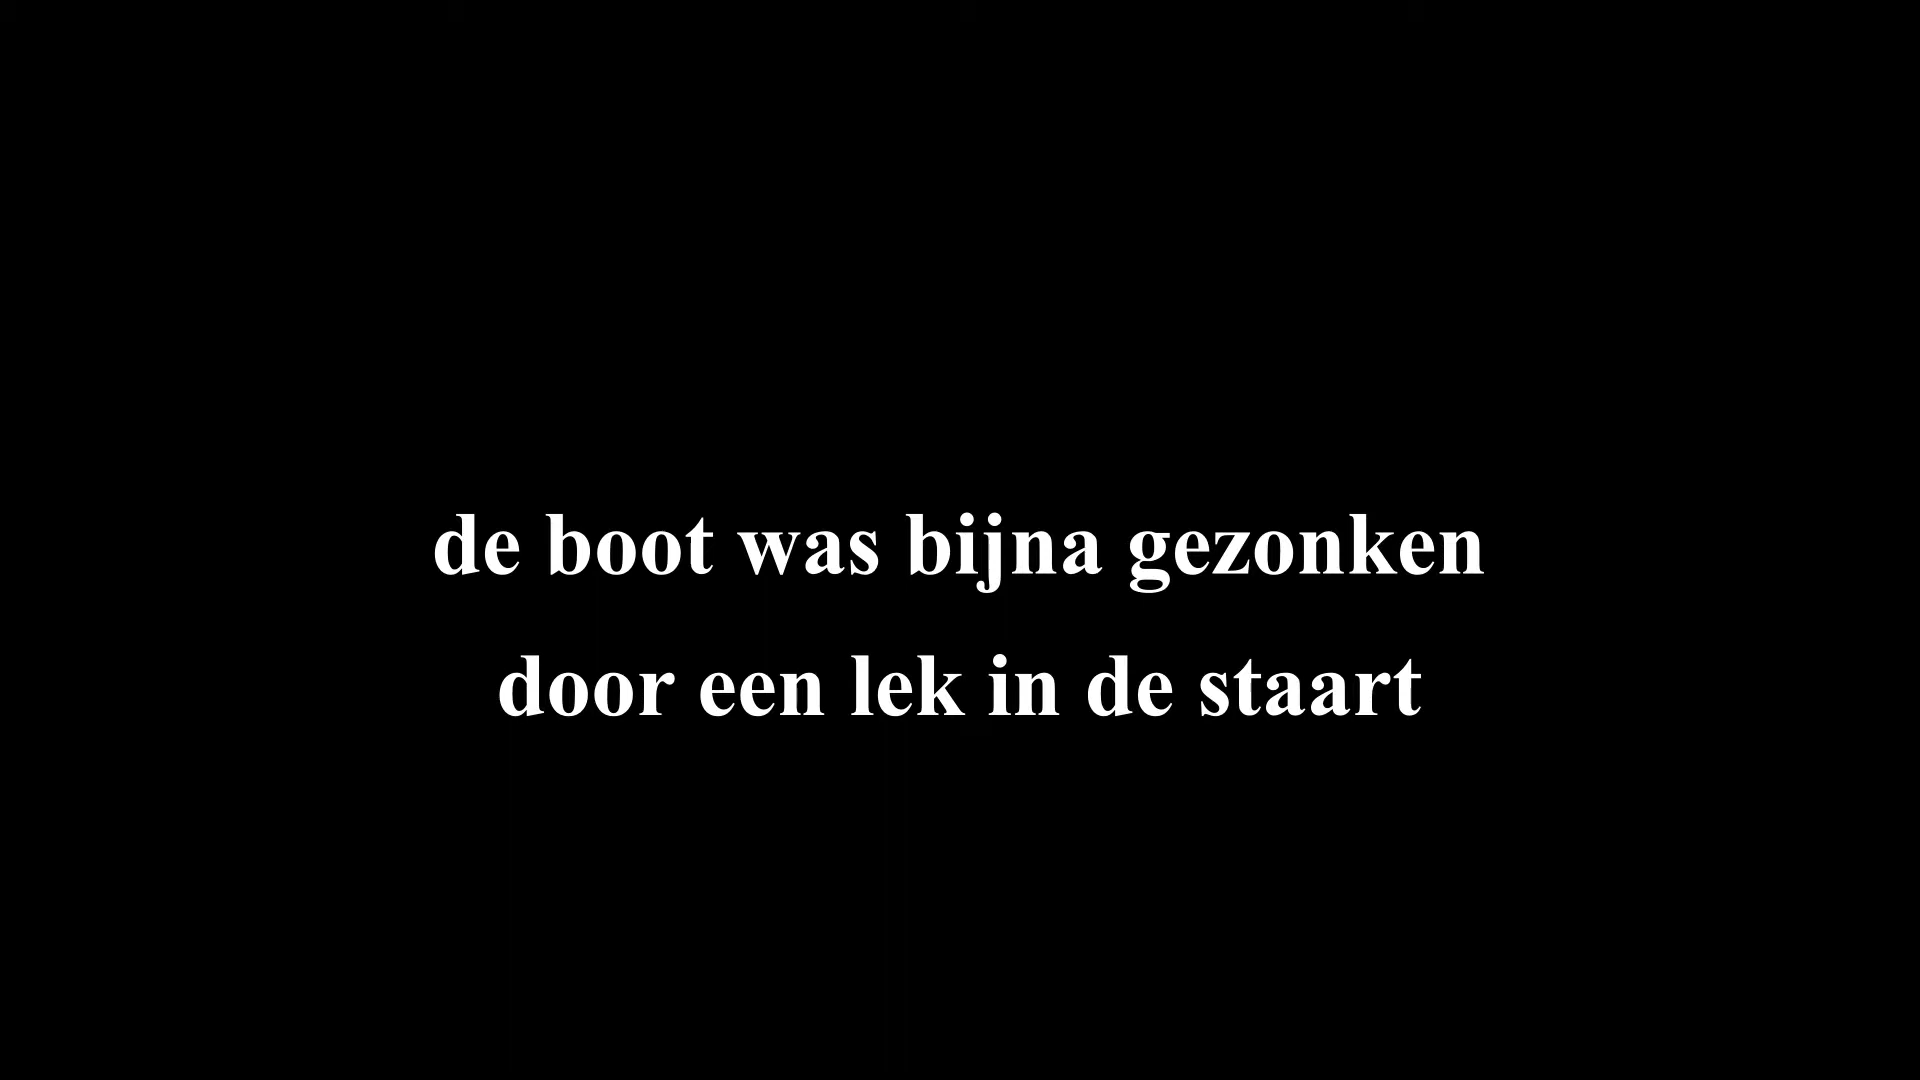 de boot was bijna gezonken
door een lek in de staart